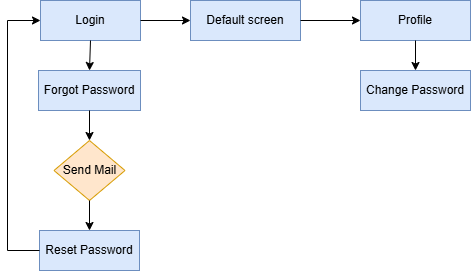 Login
Default screen
Profile
Forgot Password
Change Password
Send Mail
Reset Password